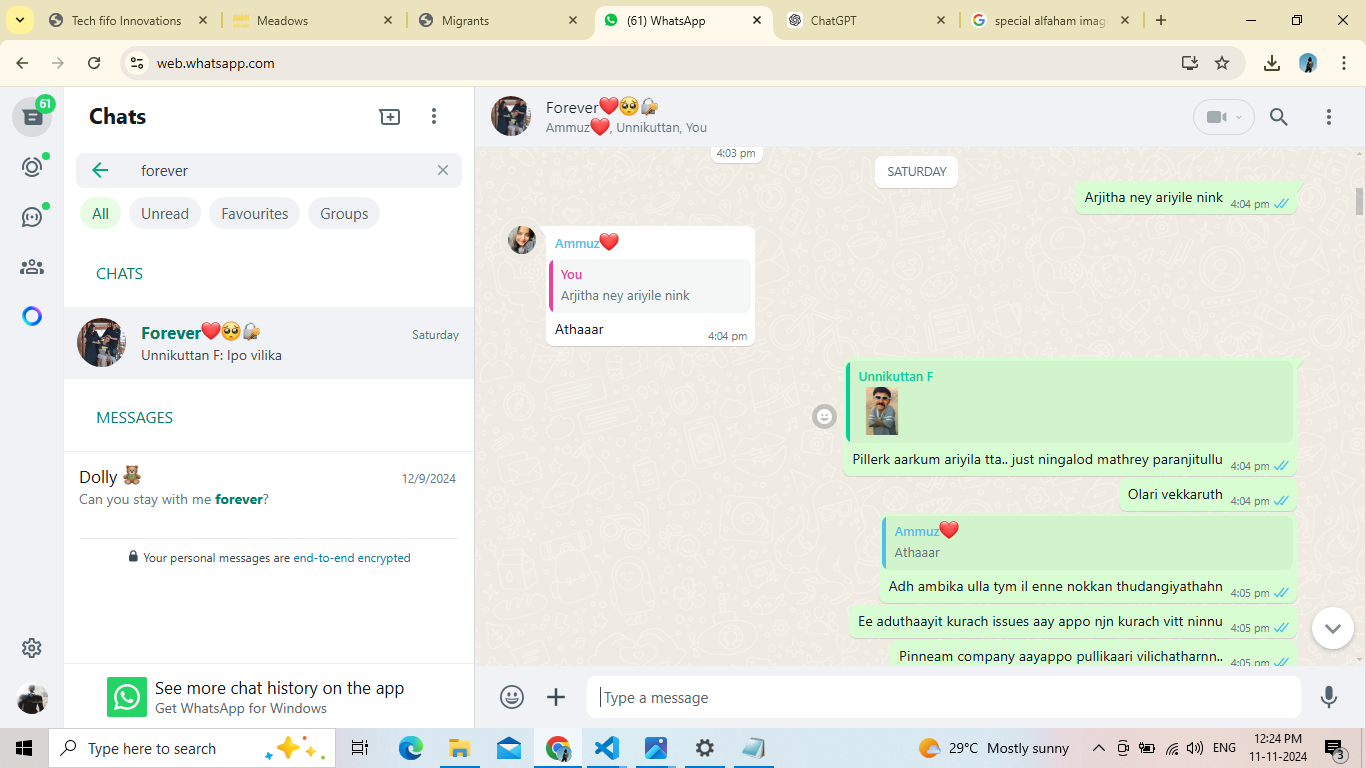 Tech fifo Innovations
Meadows
Migrants
(61) WhatsApp
ChatGPT
special alfaham imag
web.whatsapp.com
61
Chats
forever
All
Unread
Favourites
Groups
CHATS
Forever❤️🥺🔐
Saturday
Unnikuttan F: Ipo vilika
MESSAGES
Dolly 🧸
12/9/2024
Can you stay with me forever?
Your personal messages are end-to-end encrypted
See more chat history on the app
Get WhatsApp for Windows
Forever❤️🥺🔐
Ammuz❤️, Unnikuttan, You
4:03 pm
SATURDAY
Arjitha ney ariyile nink 4:04 pm
Ammuz❤️
You
Arjitha ney ariyile nink
Athaaar 4:04 pm
Unnikuttan F
Pillerk aarkum ariyila tta.. just ningalod mathrey paranjitullu 4:04 pm
Olari vekkaruth 4:04 pm
Ammuz❤️
Athaaar
Adh ambika ulla tym il enne nokkan thudangiyathahn 4:05 pm
Ee aduthaayit kurach issues aay appo njn kurach vitt ninnu 4:05 pm
Pinneam company aayappo pullikaari vilichatharnn.. 4:05 pm
Type a message
Type here to search
29°C Mostly sunny
ENG
12:24 PM
11-11-2024
3